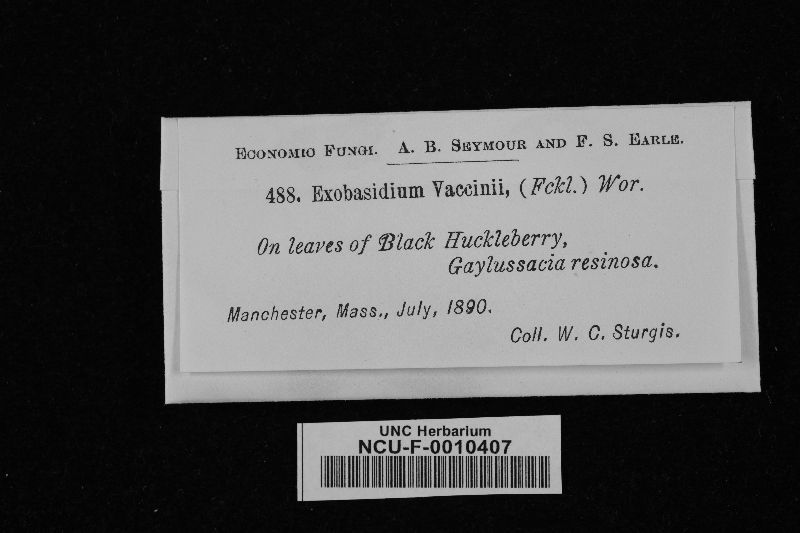 Economic Fungi. A. B. Seymour and F. S. Earle.
488. Exobasidium Vaccinii, (Fckl.) Wor.
On leaves of Black Huckleberry,
Gaylussacia resinosa.
Manchester, Mass., July, 1890.
Coll. W. C. Sturgis.
UNC Herbarium
NCU-F-0010407